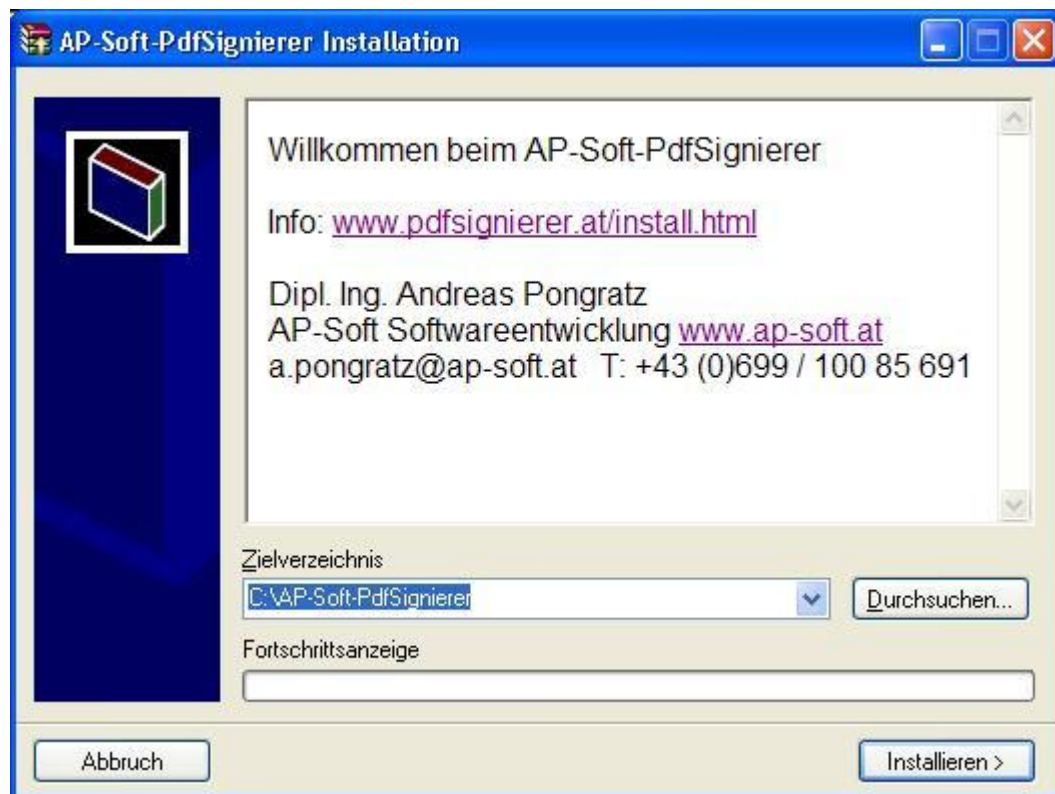 AP-Soft-PdfSignierer Installation
Willkommen beim AP-Soft-PdfSignierer
Info: www.pdfsignierer.at/install.html
Dipl. Ing. Andreas Pongratz
AP-Soft Softwareentwicklung www.ap-soft.at
a.pongratz@ap-soft.at T: +43 (0)699 / 100 85 691
Zielverzeichnis
C:\AP-Soft-PdfSignierer
Durchsuchen...
Fortschrittsanzeige
Abbruch
Installieren >